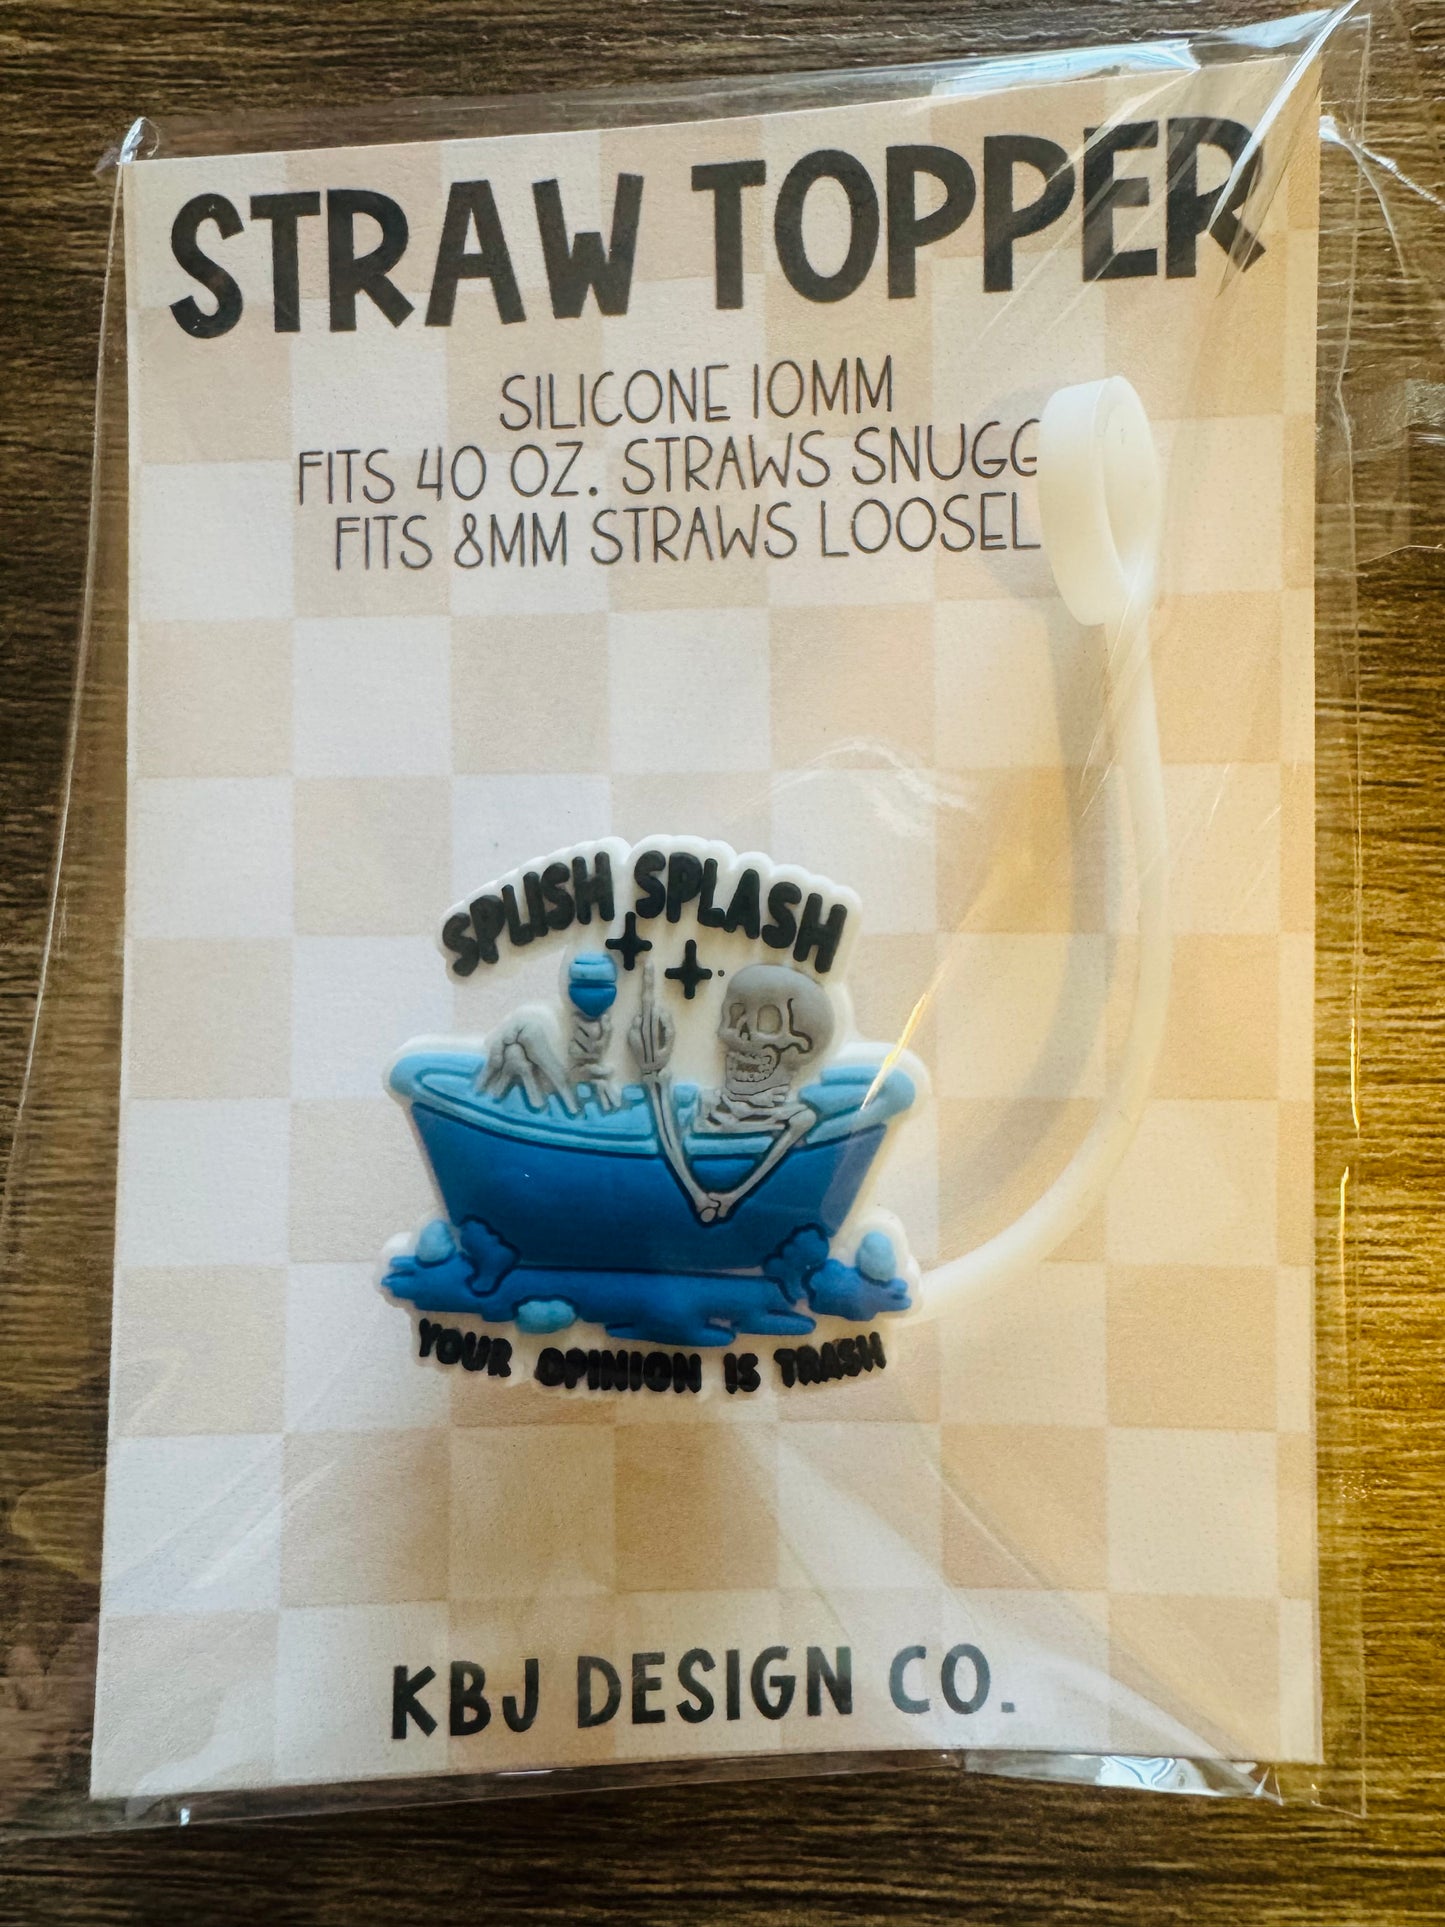 STRAW TOPPER
SILICONE 10MM
FITS 40 OZ. STRAWS SNUGG
FITS 8MM STRAWS LOOSEL
SPLISH SPLASH
YOUR OPINION IS TRASH
KBJ DESIGN CO.